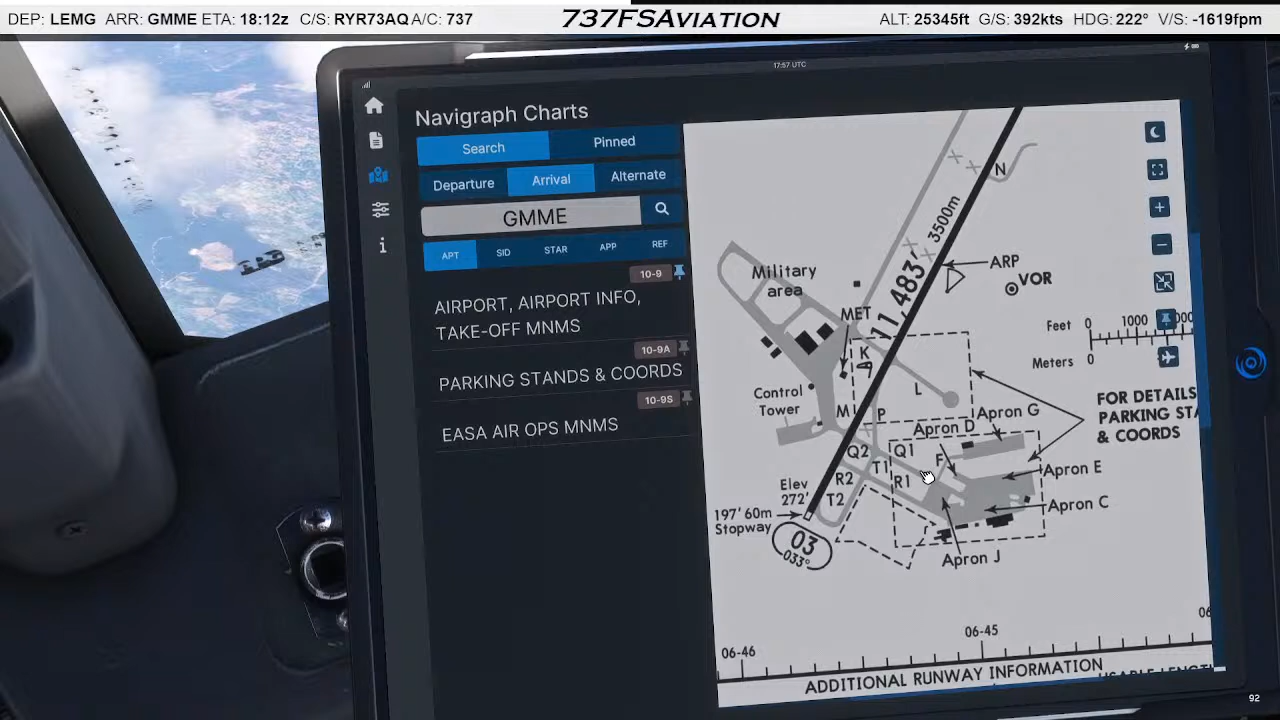 DEP: LEMG ARR: GMME ETA: 18:12z C/S: RYR73AQ A/C: 737
737FSAVIATION
ALT: 25345ft G/S: 392kts HDG: 222° V/S: -1619fpm
17:57 UTC
Navigraph Charts
Search
Pinned
Departure
Arrival
Alternate
GMME
APT
SID
STAR
APP
REF
10-9
AIRPORT, AIRPORT INFO,
TAKE-OFF MNMS
10-9A
PARKING STANDS & COORDS
10-9S
EASA AIR OPS MNMS
N
3500m
11,483'
ARP
VOR
Military
area
MET
Feet
0
1000
Meters
0
K
L
Control
Tower
M1
P
FOR DETAILS
PARKING STA
& COORDS
Apron G
Apron D
Q2
Q1
F
T1
R2
R1
T2
Apron E
Elev
272'
197' 60m
Stopway
Apron C
03
033°
Apron J
06-46
06-45
06
ADDITIONAL RUNWAY INFORMATION
USABLE LENGT
92